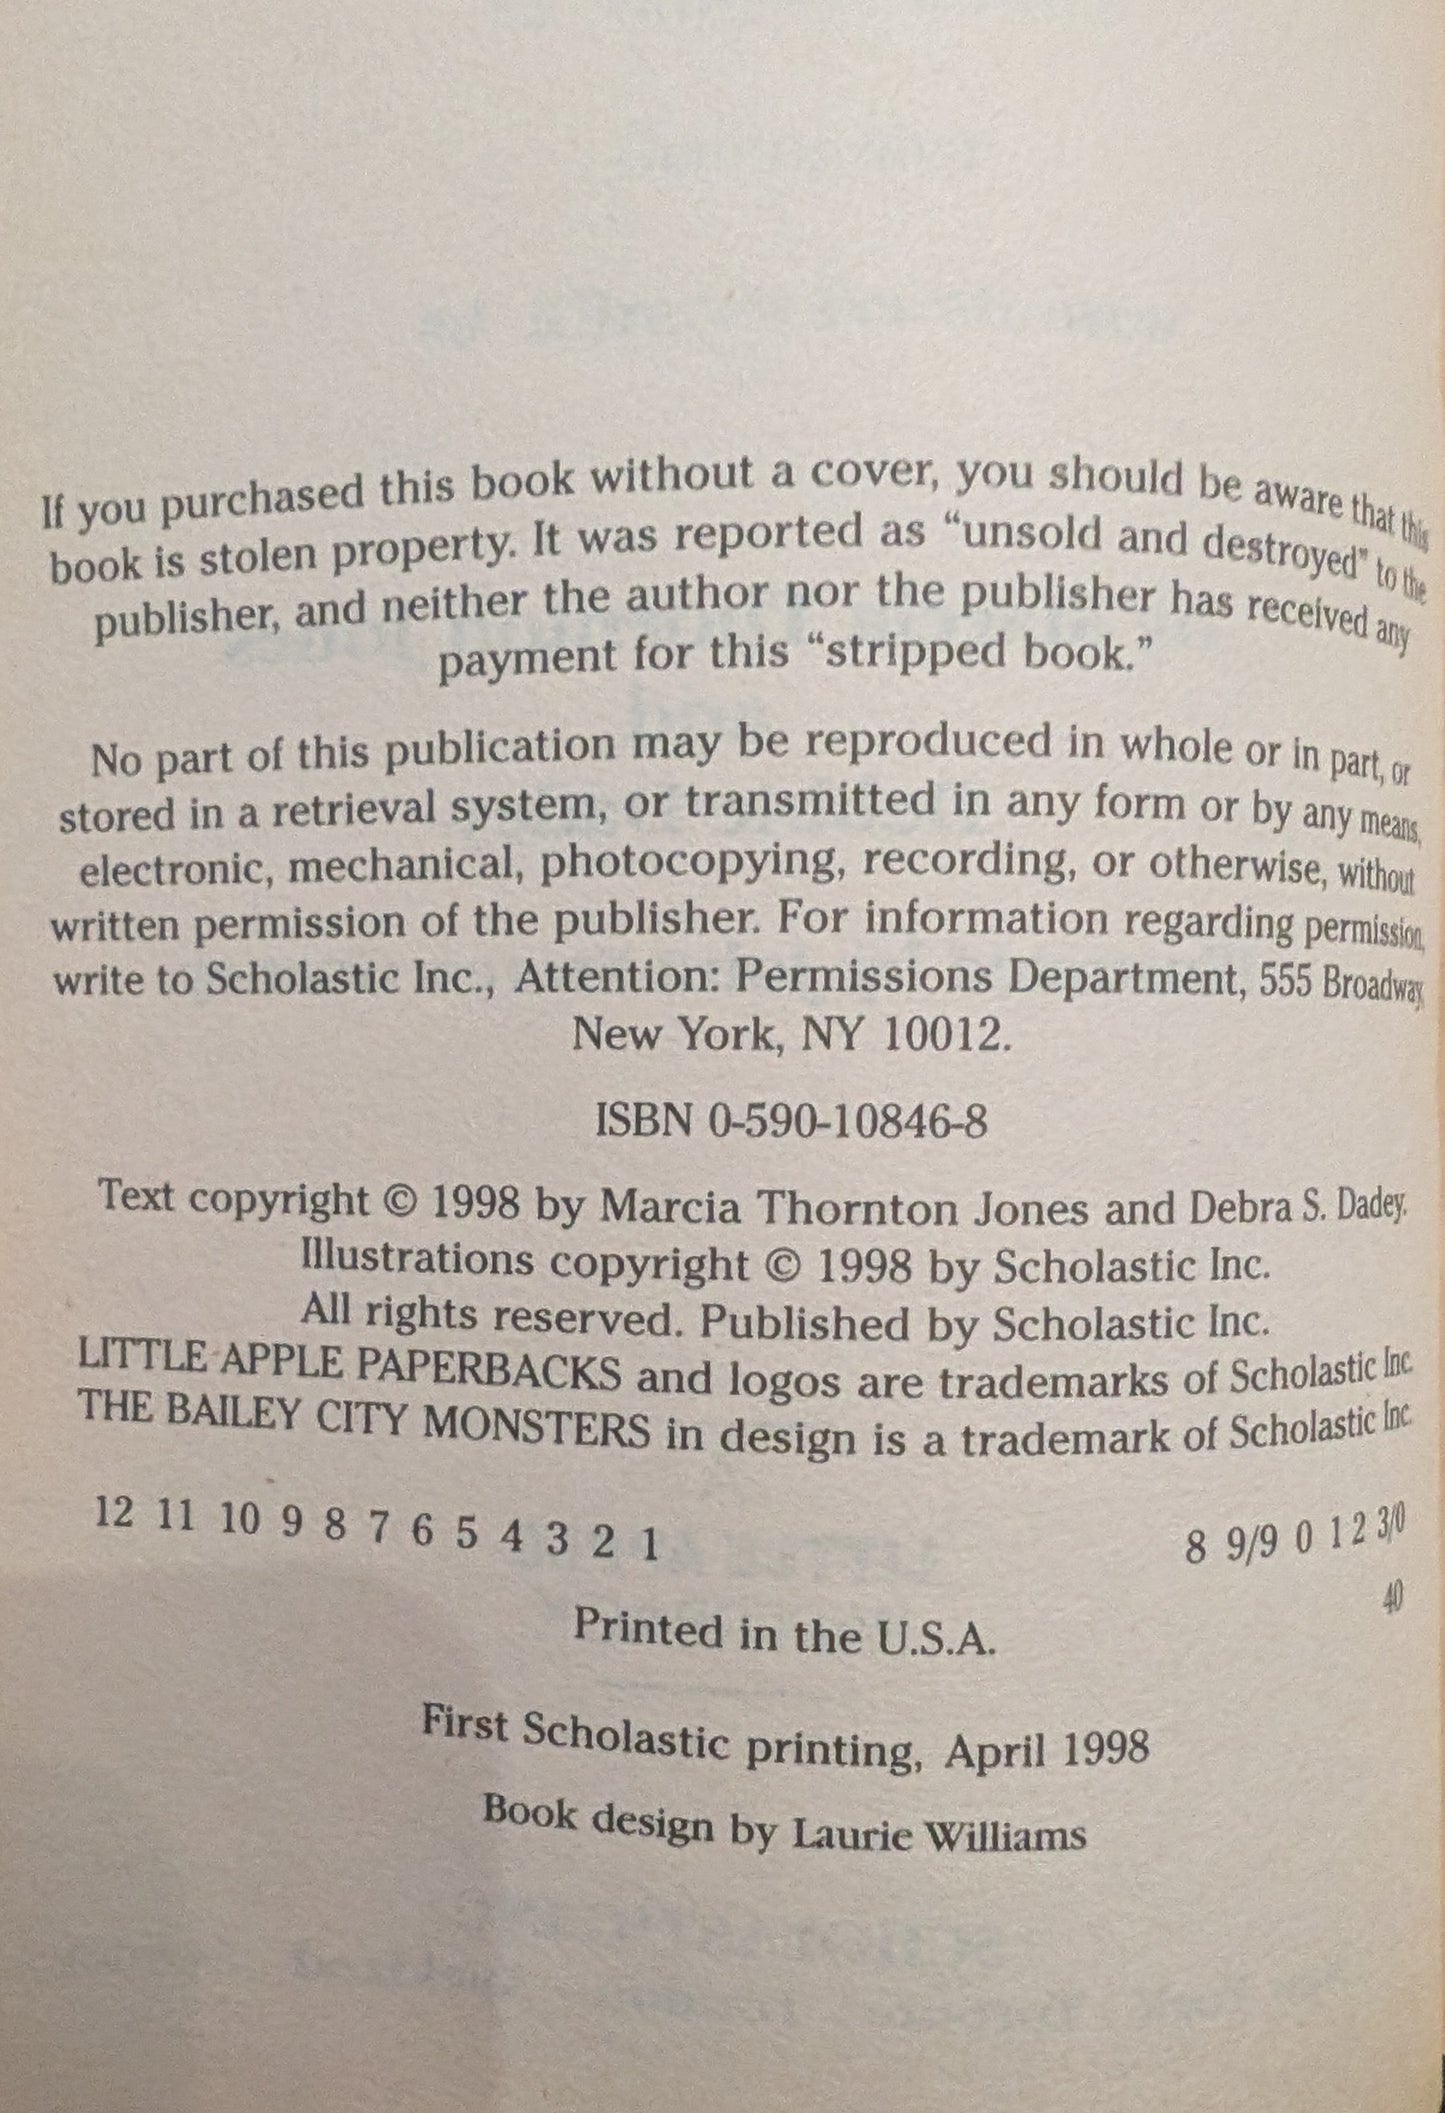 If you purchased this book without a cover, you should be aware that this
book is stolen property. It was reported as “unsold and destroyed” to the
publisher, and neither the author nor the publisher has received any
payment for this “stripped book.”
No part of this publication may be reproduced in whole or in part, or
stored in a retrieval system, or transmitted in any form or by any means,
electronic, mechanical, photocopying, recording, or otherwise, without
written permission of the publisher. For information regarding permission,
write to Scholastic Inc., Attention: Permissions Department, 555 Broadway,
New York, NY 10012.
ISBN 0-590-10846-8
Text copyright © 1998 by Marcia Thornton Jones and Debra S. Dadey.
Illustrations copyright © 1998 by Scholastic Inc.
All rights reserved. Published by Scholastic Inc.
LITTLE APPLE PAPERBACKS and logos are trademarks of Scholastic Inc.
THE BAILEY CITY MONSTERS in design is a trademark of Scholastic Inc.
12 11 10 9 8 7 6 5 4 3 2 1 8 9/9 0 1 2 3/0
40
Printed in the U.S.A.
First Scholastic printing, April 1998
Book design by Laurie Williams